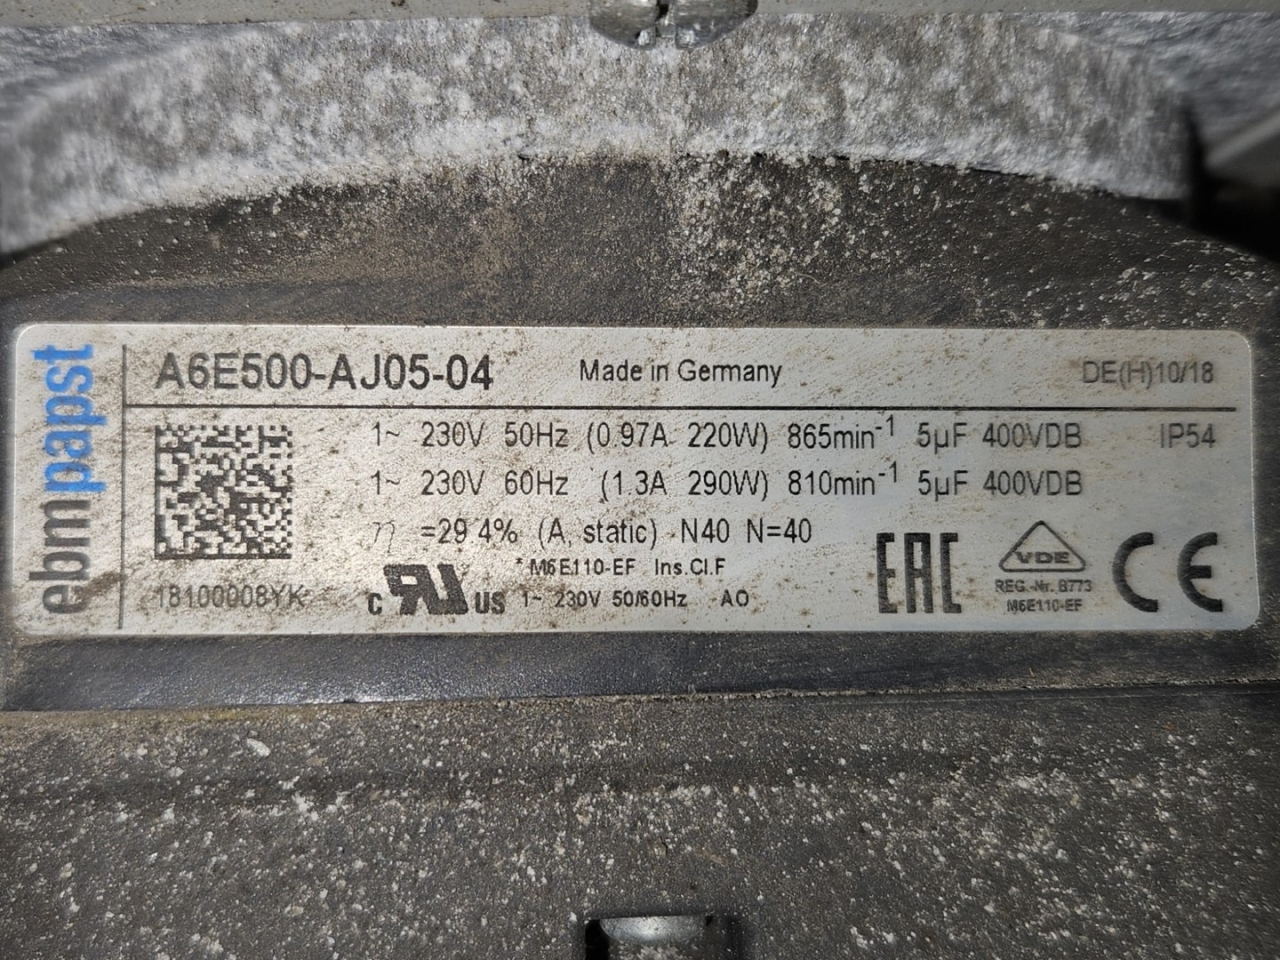 ebmpapst
A6E500-AJ05-04 Made in Germany DE(H)10/18
1~ 230V 50Hz (0.97A 220W) 865min⁻¹ 5µF 400VDB IP54
1~ 230V 60Hz (1.3A 290W) 810min⁻¹ 5µF 400VDB
η =29.4% (A, static) N40 N=40
* M6E110-EF Ins.Cl.F
1~ 230V 50/60Hz AO
18100008YK
c RU US
EAC
VDE
REG.-Nr. B773
M6E110-EF
CE